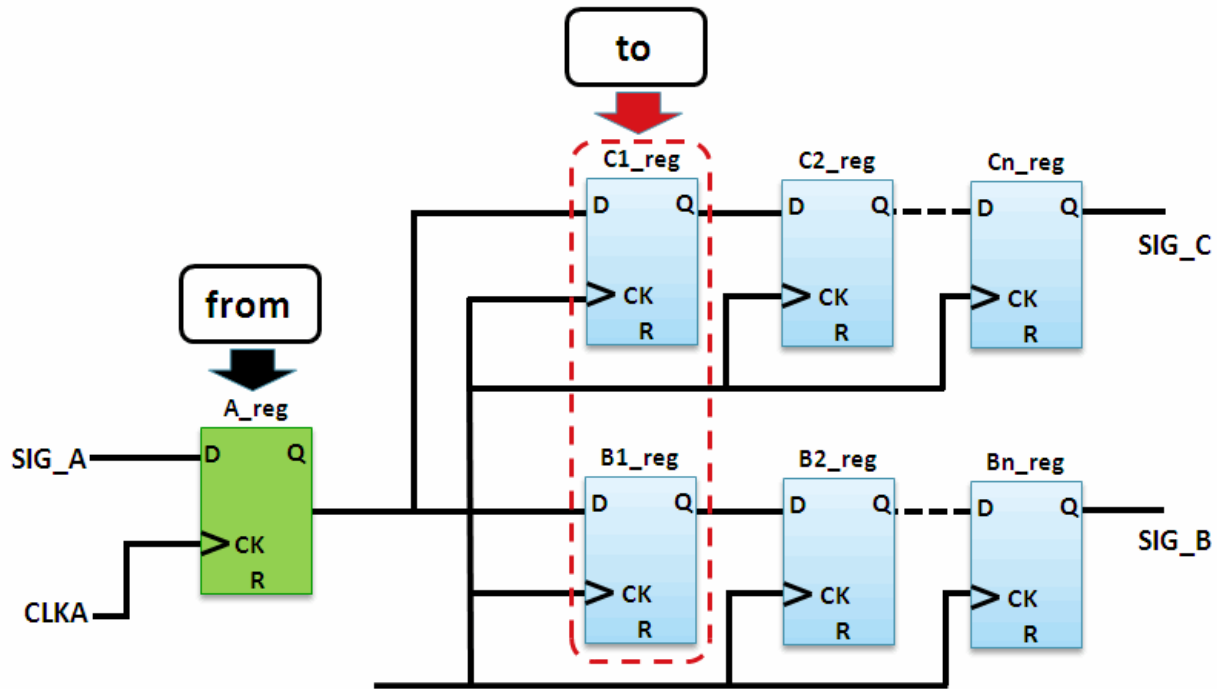 to
C1_reg
C2_reg
Cn_reg
D Q
D Q
D Q
SIG_C
CK
CK
CK
R
R
R
from
A_reg
SIG_A
D Q
CK
R
CLKA
B1_reg
B2_reg
Bn_reg
D Q
D Q
D Q
SIG_B
CK
CK
CK
R
R
R